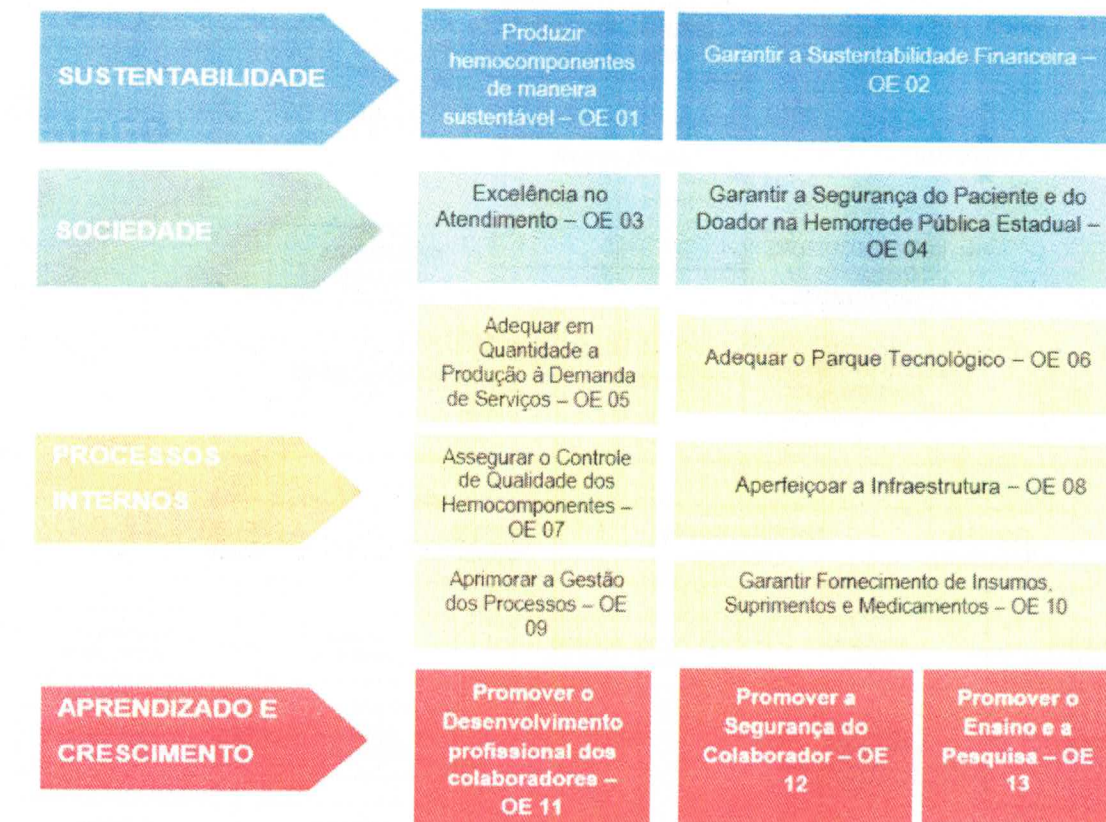 SUSTENTABILIDADE
Produzir
hemocomponentes
de maneira
sustentável – OE 01
Garantir a Sustentabilidade Financeira –
OE 02
SOCIEDADE
Excelência no
Atendimento – OE 03
Garantir a Segurança do Paciente e do
Doador na Hemorrede Pública Estadual –
OE 04
PROCESSOS
INTERNOS
Adequar em
Quantidade a
Produção à Demanda
de Serviços – OE 05
Adequar o Parque Tecnológico – OE 06
Assegurar o Controle
de Qualidade dos
Hemocomponentes –
OE 07
Aperfeiçoar a Infraestrutura – OE 08
Aprimorar a Gestão
dos Processos – OE
09
Garantir Fornecimento de Insumos,
Suprimentos e Medicamentos – OE 10
APRENDIZADO E
CRESCIMENTO
Promover o
Desenvolvimento
profissional dos
colaboradores –
OE 11
Promover a
Segurança do
Colaborador – OE
12
Promover o
Ensino e a
Pesquisa – OE
13